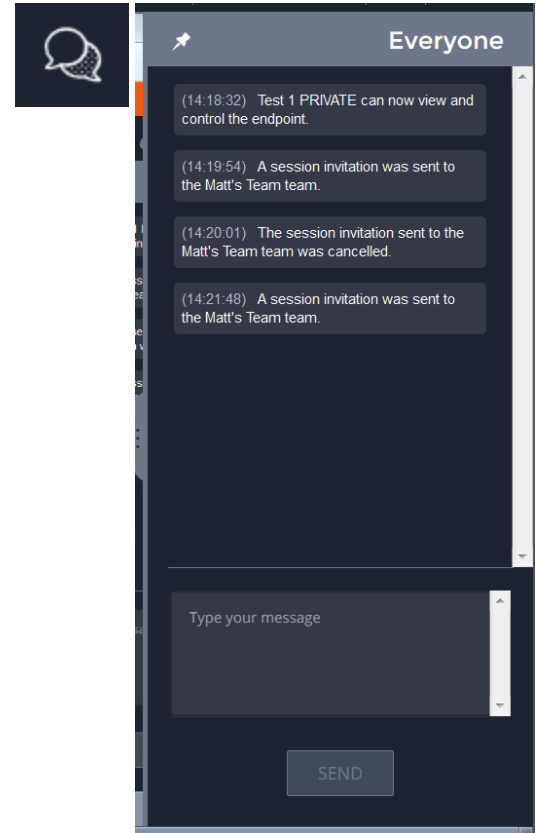 Everyone
(14:18:32) Test 1 PRIVATE can now view and
control the endpoint.
(14:19:54) A session invitation was sent to
the Matt's Team team.
(14:20:01) The session invitation sent to the
Matt's Team team was cancelled.
(14:21:48) A session invitation was sent to
the Matt's Team team.
Type your message
SEND